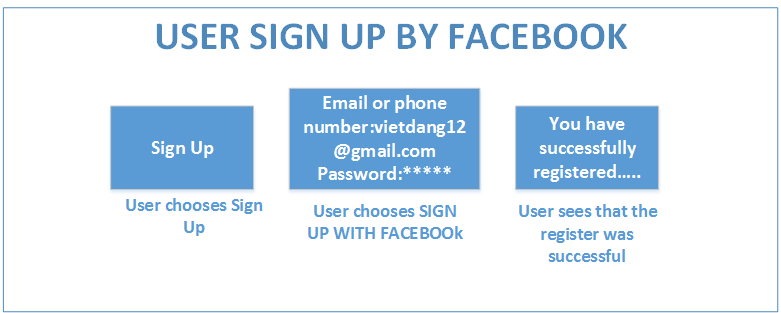 USER SIGN UP BY FACEBOOK
Sign Up
Email or phone
number:vietdang12
@gmail.com
Password:*****
You have
successfully
registered.....
User chooses Sign
Up
User chooses SIGN
UP WITH FACEBOOk
User sees that the
register was
successful